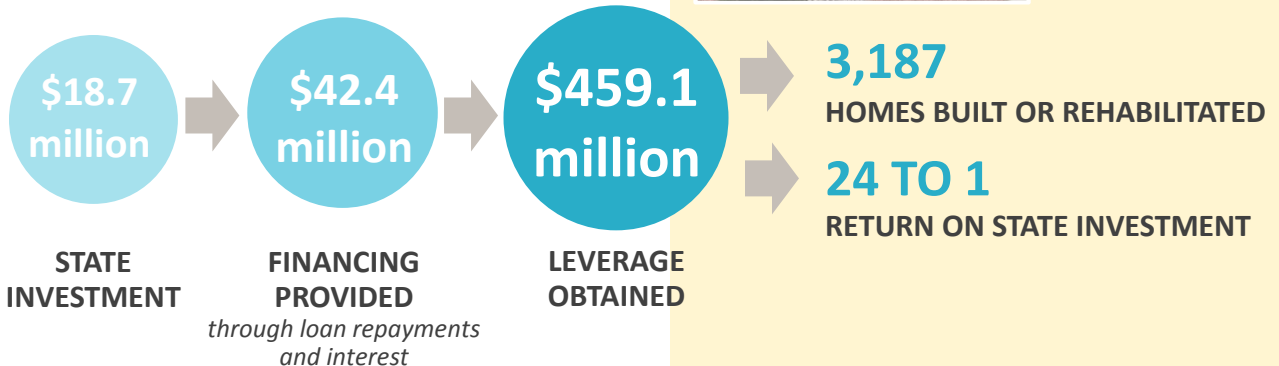 $18.7
million
STATE
INVESTMENT
$42.4
million
FINANCING
PROVIDED
through loan repayments
and interest
$459.1
million
LEVERAGE
OBTAINED
3,187
HOMES BUILT OR REHABILITATED
24 TO 1
RETURN ON STATE INVESTMENT